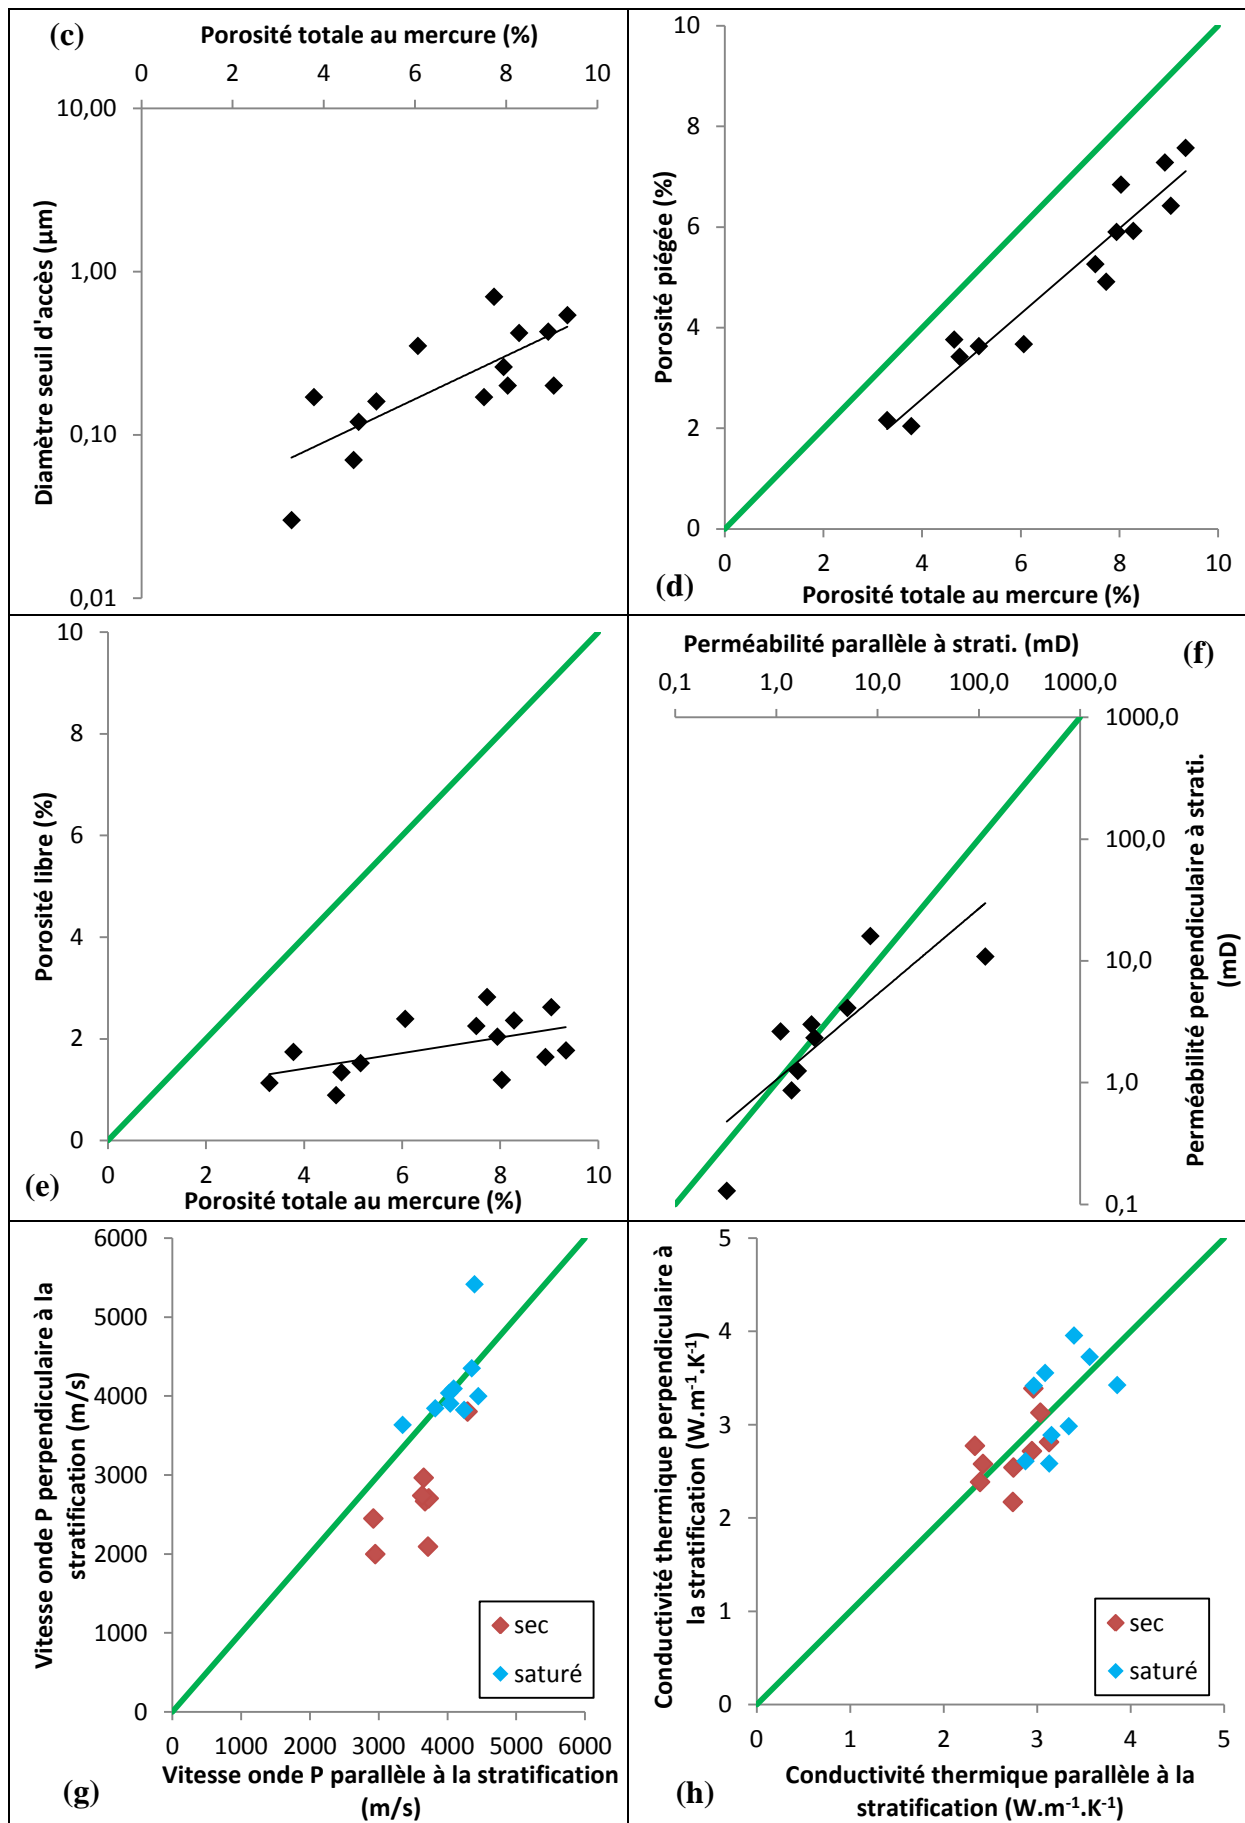 (c)
Porosité totale au mercure (%)
0 2 4 6 8 10
10,00
1,00
0,10
0,01
Diamètre seuil d'accès (µm)
(d)
10
8
6
4
2
0
Porosité piégée (%)
0 2 4 6 8 10
Porosité totale au mercure (%)
(e)
10
8
6
4
2
0
Porosité libre (%)
0 2 4 6 8 10
Porosité totale au mercure (%)
(f)
Perméabilité parallèle à strati. (mD)
0,1 1,0 10,0 100,0 1000,0
1000,0
100,0
10,0
1,0
0,1
Perméabilité perpendiculaire à strati.
(mD)
6000
5000
4000
3000
2000
1000
0
Vitesse onde P perpendiculaire à la
stratification (m/s)
sec
saturé
0 1000 2000 3000 4000 5000 6000
(g)
Vitesse onde P parallèle à la stratification
(m/s)
5
4
3
2
1
0
Conductivité thermique perpendiculaire à
la stratification (W.m⁻¹.K⁻¹)
sec
saturé
0 1 2 3 4 5
(h)
Conductivité thermique parallèle à la
stratification (W.m⁻¹.K⁻¹)